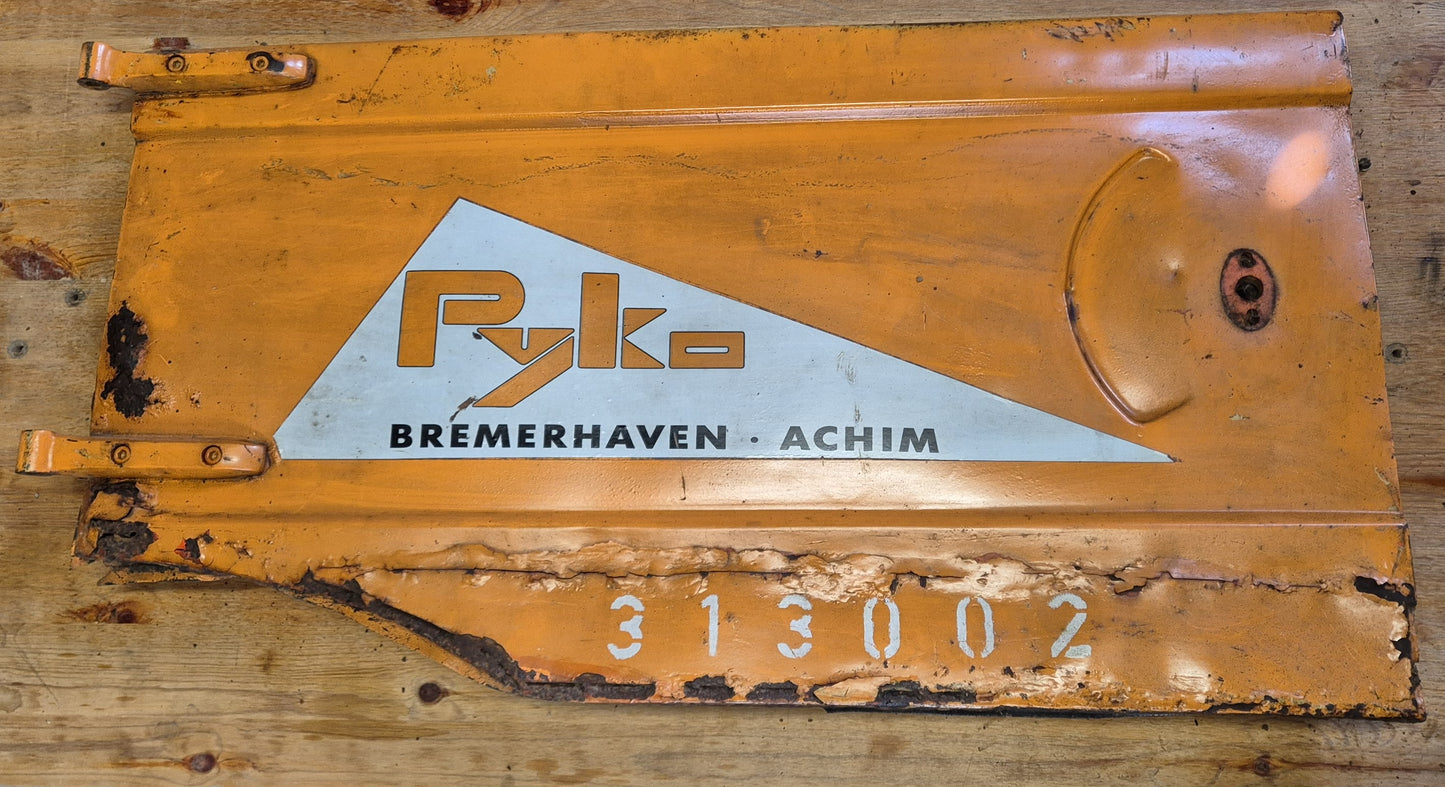 Pyko
BREMERHAVEN · ACHIM
313002